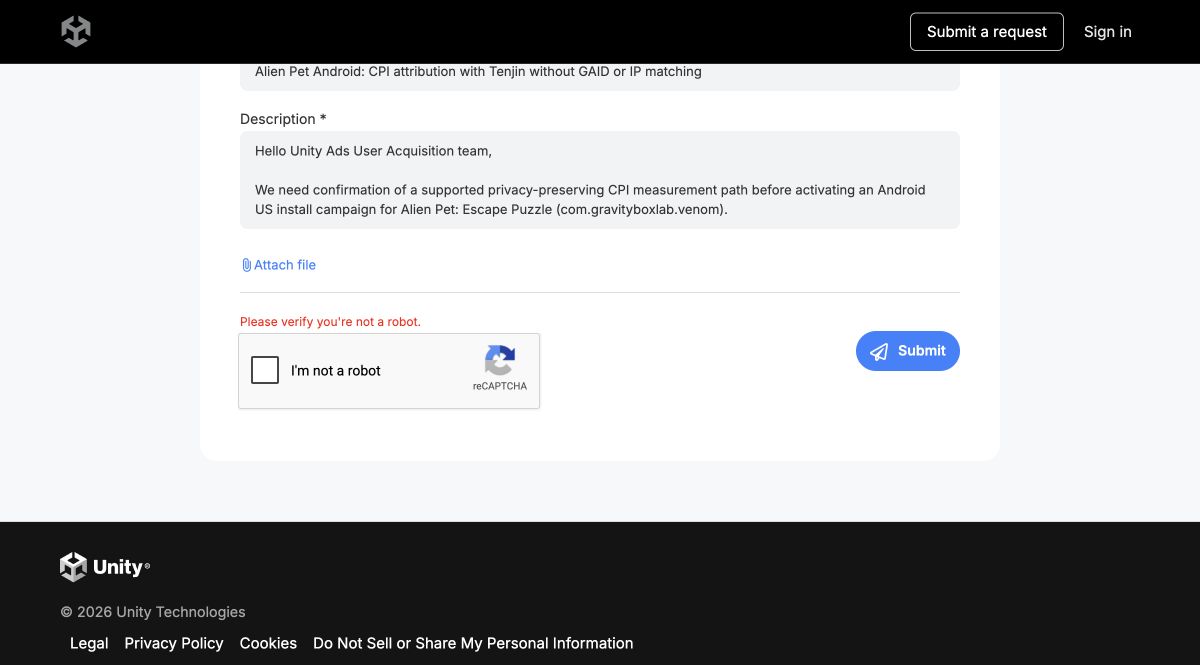 Submit a request
Sign in
Alien Pet Android: CPI attribution with Tenjin without GAID or IP matching
Description *
Hello Unity Ads User Acquisition team,
We need confirmation of a supported privacy-preserving CPI measurement path before activating an Android
US install campaign for Alien Pet: Escape Puzzle (com.gravityboxlab.venom).
Attach file
Please verify you're not a robot.
I'm not a robot
reCAPTCHA
Submit
Unity®
© 2026 Unity Technologies
Legal Privacy Policy Cookies Do Not Sell or Share My Personal Information